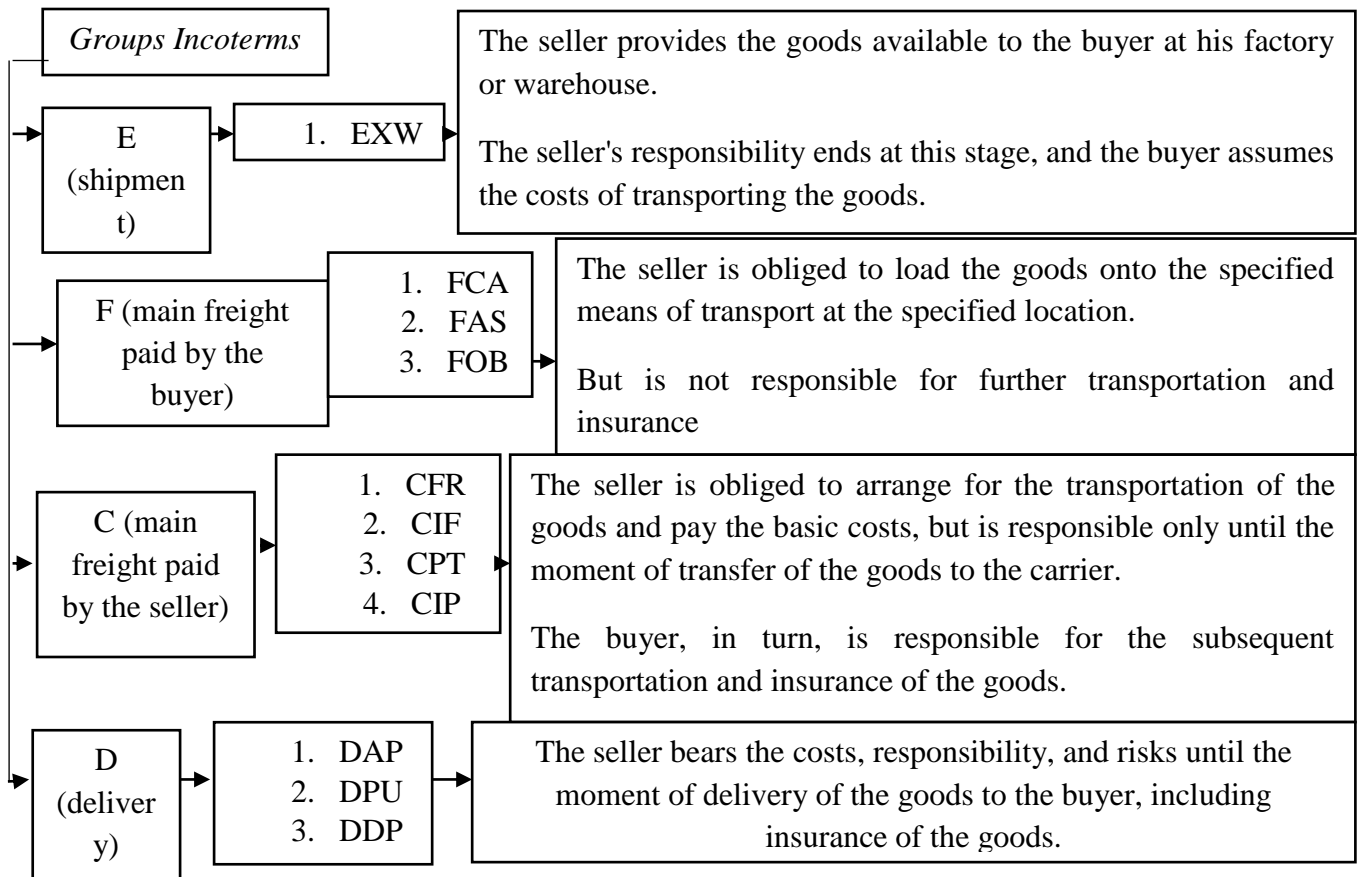 Groups Incoterms
E
(shipmen
t)
1. EXW
The seller provides the goods available to the buyer at his factory
or warehouse.
The seller's responsibility ends at this stage, and the buyer assumes
the costs of transporting the goods.
F (main freight
paid by the
buyer)
1. FCA
2. FAS
3. FOB
The seller is obliged to load the goods onto the specified
means of transport at the specified location.
But is not responsible for further transportation and
insurance
C (main
freight paid
by the seller)
1. CFR
2. CIF
3. CPT
4. CIP
The seller is obliged to arrange for the transportation of the
goods and pay the basic costs, but is responsible only until the
moment of transfer of the goods to the carrier.
The buyer, in turn, is responsible for the subsequent
transportation and insurance of the goods.
D
(deliver
y)
1. DAP
2. DPU
3. DDP
The seller bears the costs, responsibility, and risks until the
moment of delivery of the goods to the buyer, including
insurance of the goods.